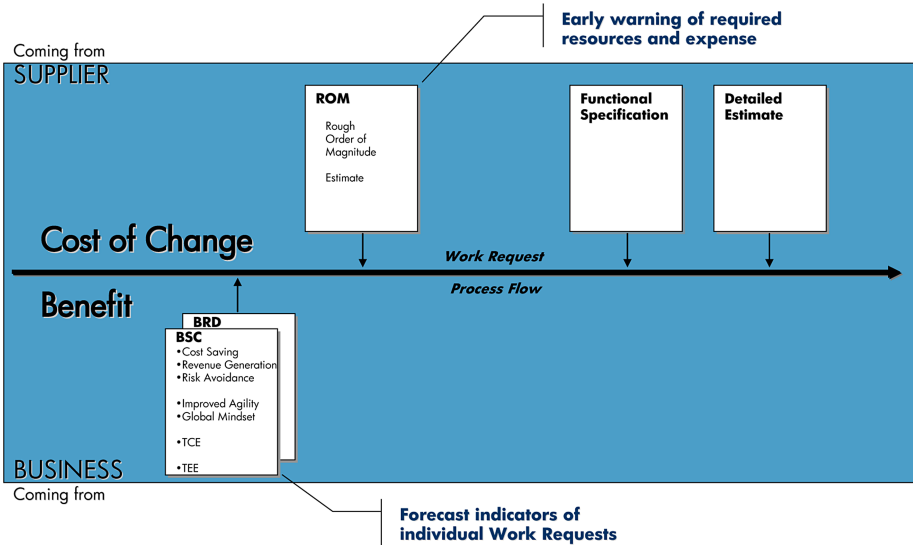 Early warning of required
resources and expense
Coming from
SUPPLIER
ROM
Rough
Order of
Magnitude
Estimate
Functional
Specification
Detailed
Estimate
Cost of Change
Work Request
Process Flow
Benefit
BRD
BSC
•Cost Saving
•Revenue Generation
•Risk Avoidance
•Improved Agility
•Global Mindset
•TCE
•TEE
BUSINESS
Coming from
Forecast indicators of
individual Work Requests